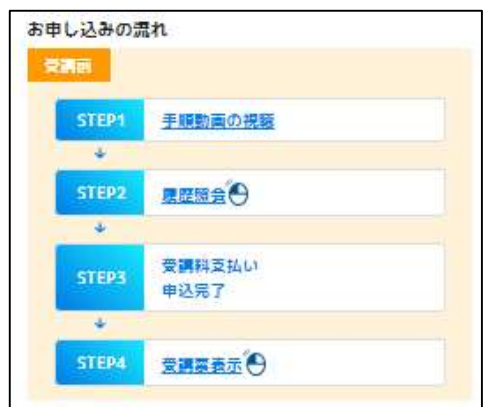 お申し込みの流れ
受講前
STEP1
手順動画の視聴
STEP2
履歴照会
STEP3
受講料支払い
申込完了
STEP4
受講票表示